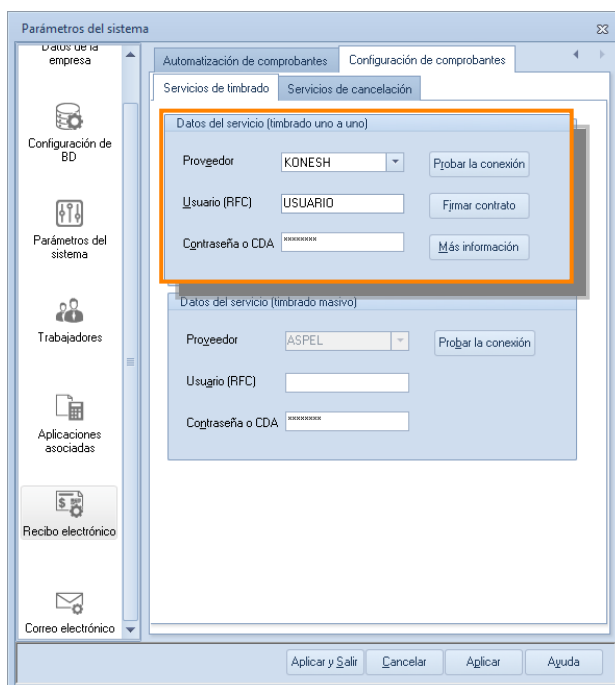 Parámetros del sistema
Datos de la
empresa
Configuración de
BD
Parámetros del
sistema
Trabajadores
Aplicaciones
asociadas
Recibo electrónico
Correo electrónico
Automatización de comprobantes
Configuración de comprobantes
Servicios de timbrado
Servicios de cancelación
Datos del servicio (timbrado uno a uno)
Proveedor
KONESH
Probar la conexión
Usuario (RFC)
USUARIO
Firmar contrato
Contraseña o CDA
××××××××
Más información
Datos del servicio (timbrado masivo)
Proveedor
ASPEL
Probar la conexión
Usuario (RFC)
Contraseña o CDA
××××××××
Aplicar y Salir
Cancelar
Aplicar
Ayuda